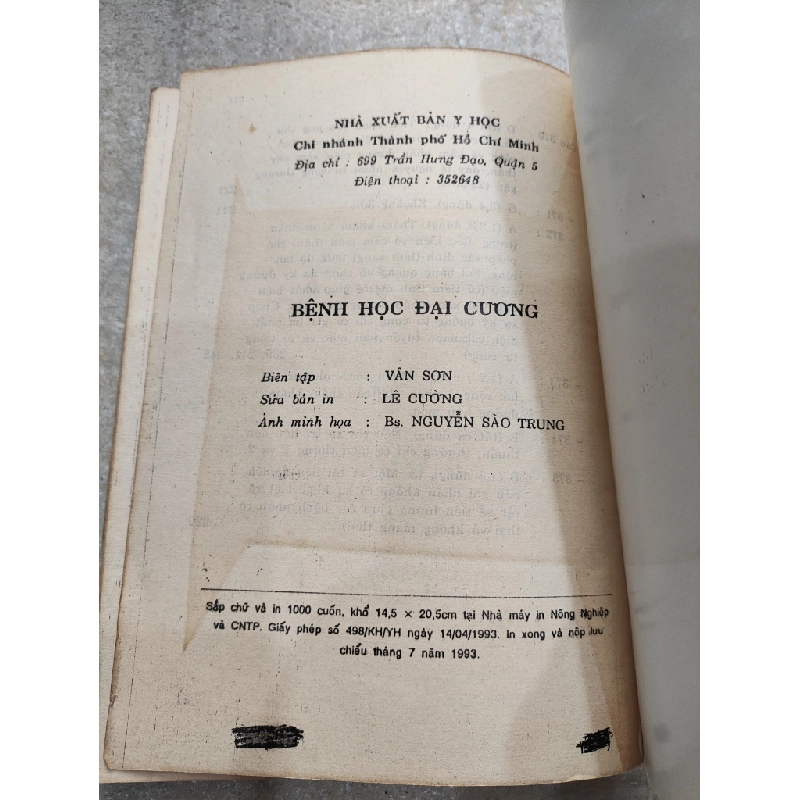 NHÀ XUẤT BẢN Y HỌC
Chi nhánh Thành phố Hồ Chí Minh
Địa chỉ : 699 Trần Hưng Đạo, Quận 5
Điện thoại : 352648
BỆNH HỌC ĐẠI CƯƠNG
Biên tập : VÂN SƠN
Sửa bản in : LÊ CƯỜNG
Ảnh minh họa : Bs. NGUYỄN SÀO TRUNG
Sắp chữ và in 1000 cuốn, khổ 14,5 × 20,5cm tại Nhà máy in Nông Nghiệp
và CNTP. Giấy phép số 498/KH/YH ngày 14/04/1993. In xong và nộp lưu
chiểu tháng 7 năm 1993.